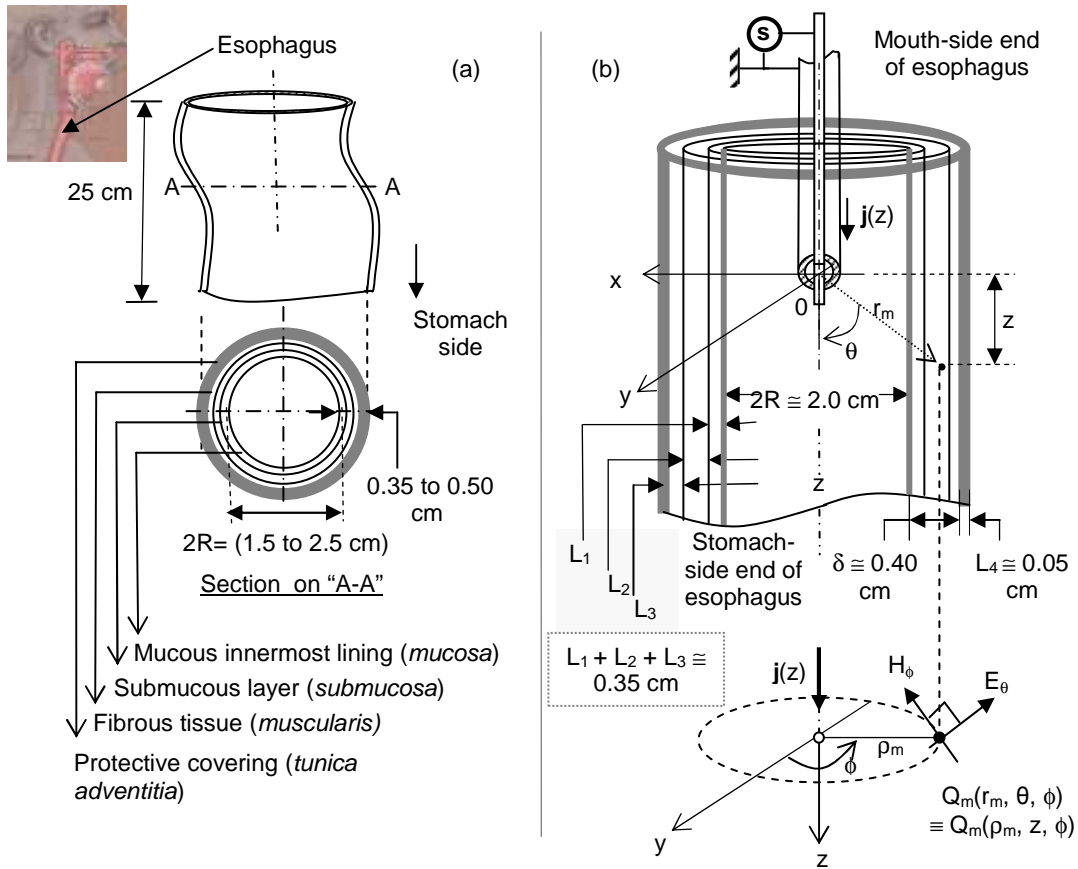 Esophagus
(a)
25 cm
A
A
Stomach
side
0.35 to 0.50
cm
2R= (1.5 to 2.5 cm)
Section on “A-A”
Mucous innermost lining (mucosa)
Submucous layer (submucosa)
Fibrous tissue (muscularis)
Protective covering (tunica
adventitia)
(b)
S
Mouth-side end
of esophagus
j(z)
x
0
rₘ
z
θ
y
2R ≅ 2.0 cm
z
L₁
L₂
L₃
Stomach-
side end of
esophagus
δ ≅ 0.40
cm
L₄ ≅ 0.05
cm
L₁ + L₂ + L₃ ≅
0.35 cm
j(z)
Hϕ
Eθ
ρₘ
ϕ
Qₘ(rₘ, θ, ϕ)
≡ Qₘ(ρₘ, z, ϕ)
y
z